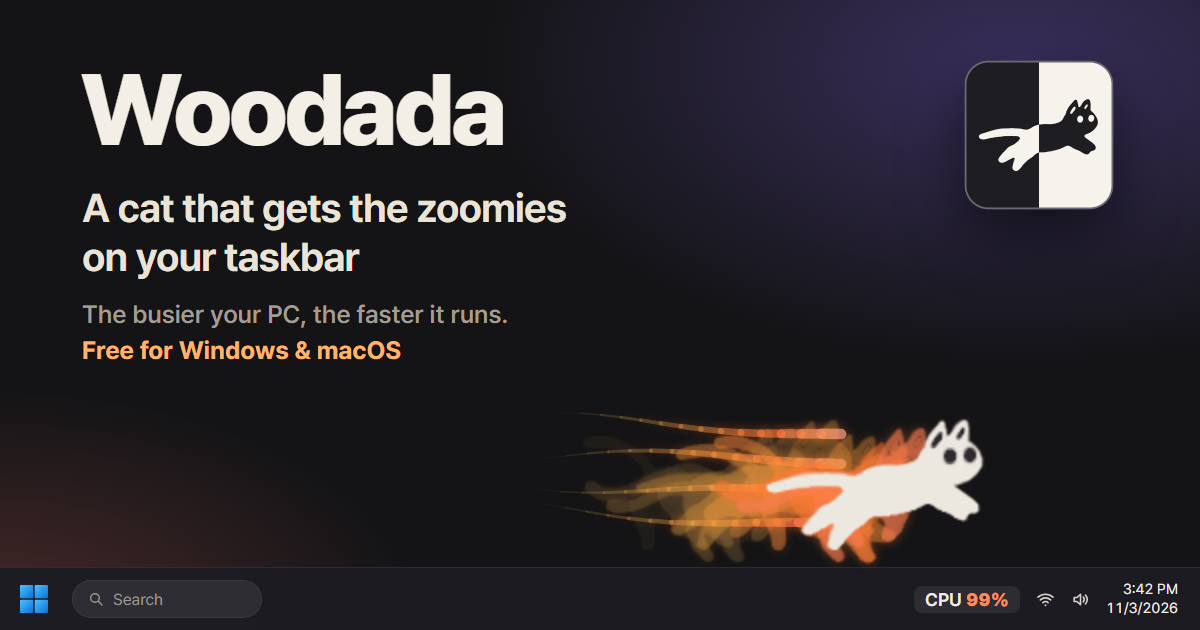 Woodada
A cat that gets the zoomies
on your taskbar
The busier your PC, the faster it runs.
Free for Windows & macOS
Search
CPU 99%
3:42 PM
11/3/2026